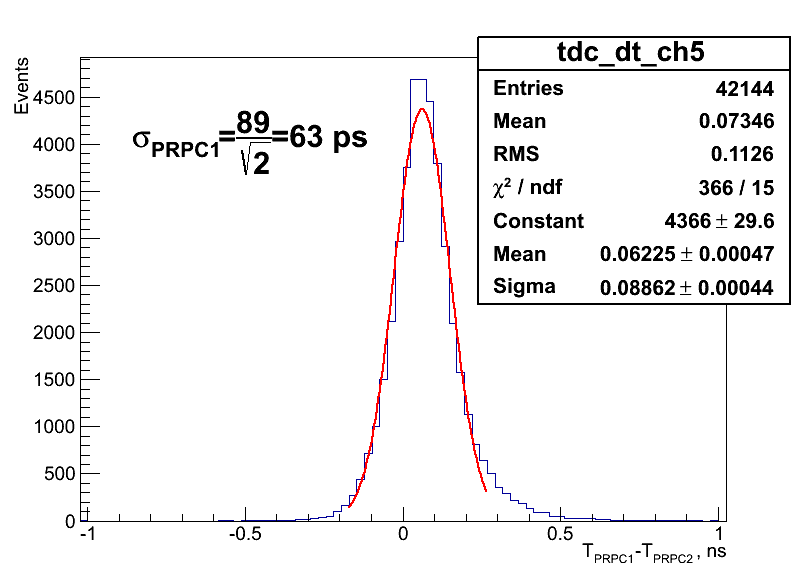 tdc_dt_ch5
Entries 42144
Mean 0.07346
RMS 0.1126
χ² / ndf 366 / 15
Constant 4366 ± 29.6
Mean 0.06225 ± 0.00047
Sigma 0.08862 ± 0.00044
σPRPC1=89/√2=63 ps
Events
4500
4000
3500
3000
2500
2000
1500
1000
500
0
-1 -0.5 0 0.5 1
TPRPC1-TPRPC2 , ns